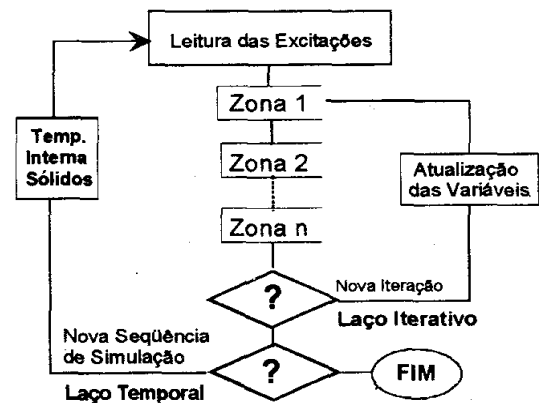 Leitura das Excitações
Zona 1
Temp.
Interna
Sólidos
Zona 2
Atualização
das Variáveis
Zona n
?
Nova Iteração
Laço Iterativo
Nova Seqüência
de Simulação
Laço Temporal
?
FIM